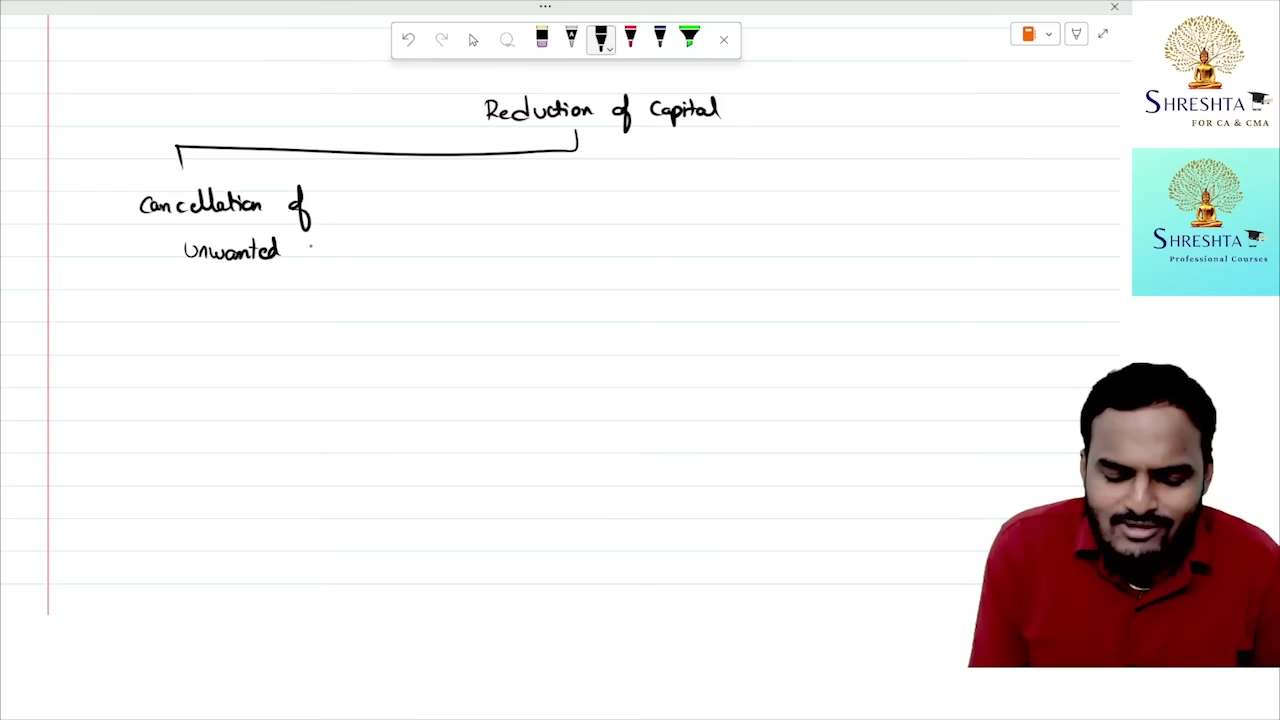 Reduction of Capital
Cancellation of
unwanted
SHRESHTA
FOR CA & CMA
SHRESHTA
Professional Courses